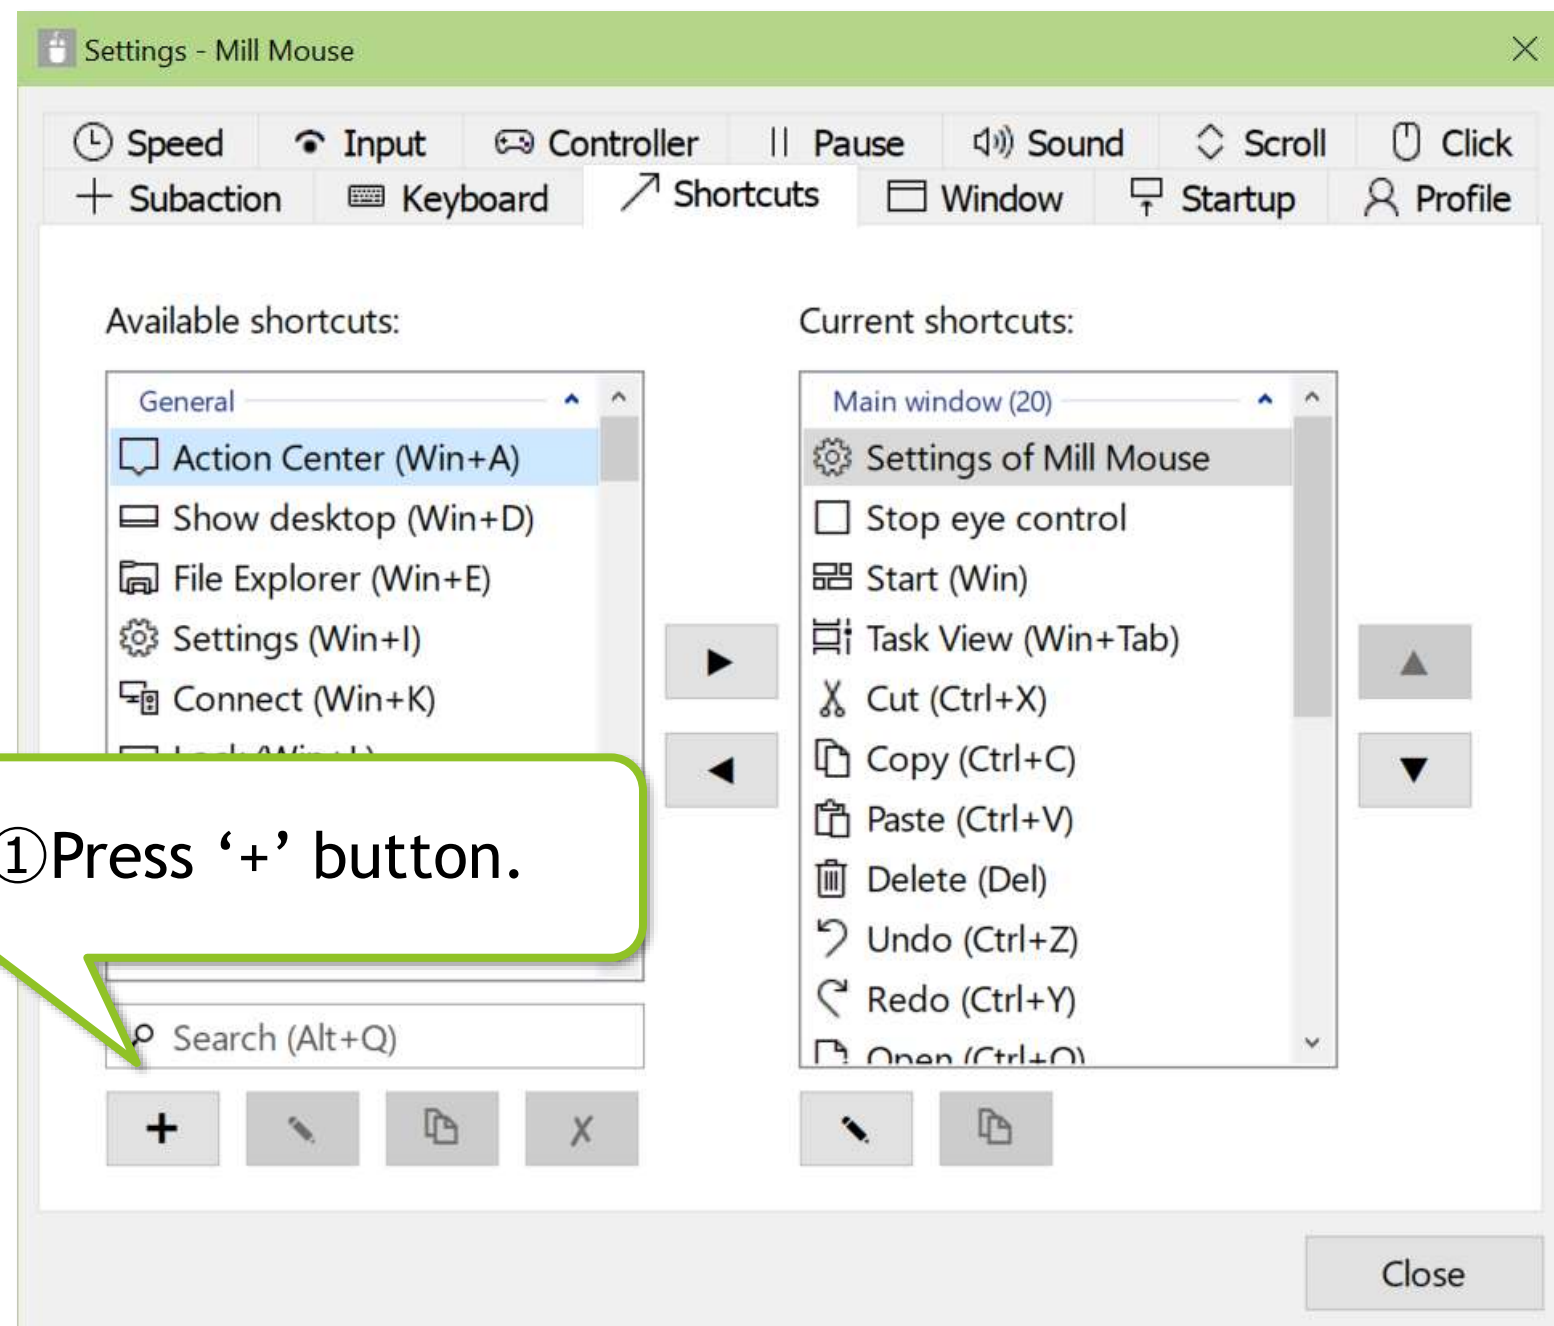 Settings - Mill Mouse
Speed Input Controller Pause Sound Scroll Click
Subaction Keyboard Shortcuts Window Startup Profile
Available shortcuts:
General
Action Center (Win+A)
Show desktop (Win+D)
File Explorer (Win+E)
Settings (Win+I)
Connect (Win+K)
①Press ‘+’ button.
Search (Alt+Q)
Current shortcuts:
Main window (20)
Settings of Mill Mouse
Stop eye control
Start (Win)
Task View (Win+Tab)
Cut (Ctrl+X)
Copy (Ctrl+C)
Paste (Ctrl+V)
Delete (Del)
Undo (Ctrl+Z)
Redo (Ctrl+Y)
Open (Ctrl+O)
Close